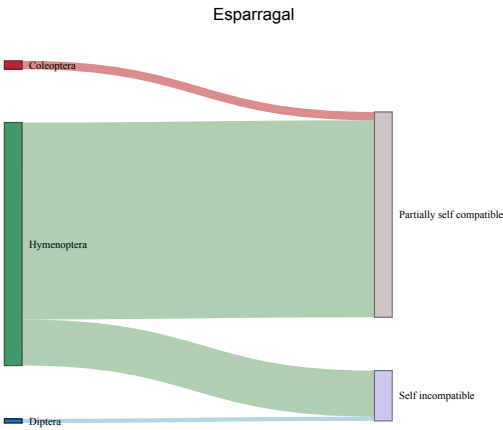 Esparragal
Coleoptera
Partially self compatible
Hymenoptera
Self incompatible
Diptera